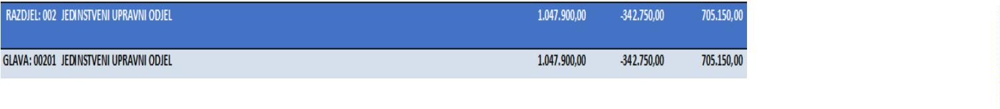 RAZDJEL: 002 JEDINSTVENI UPRAVNI ODJEL 1.047.900,00 -342.750,00 705.150,00
GLAVA: 00201 JEDINSTVENI UPRAVNI ODJEL 1.047.900,00 -342.750,00 705.150,00